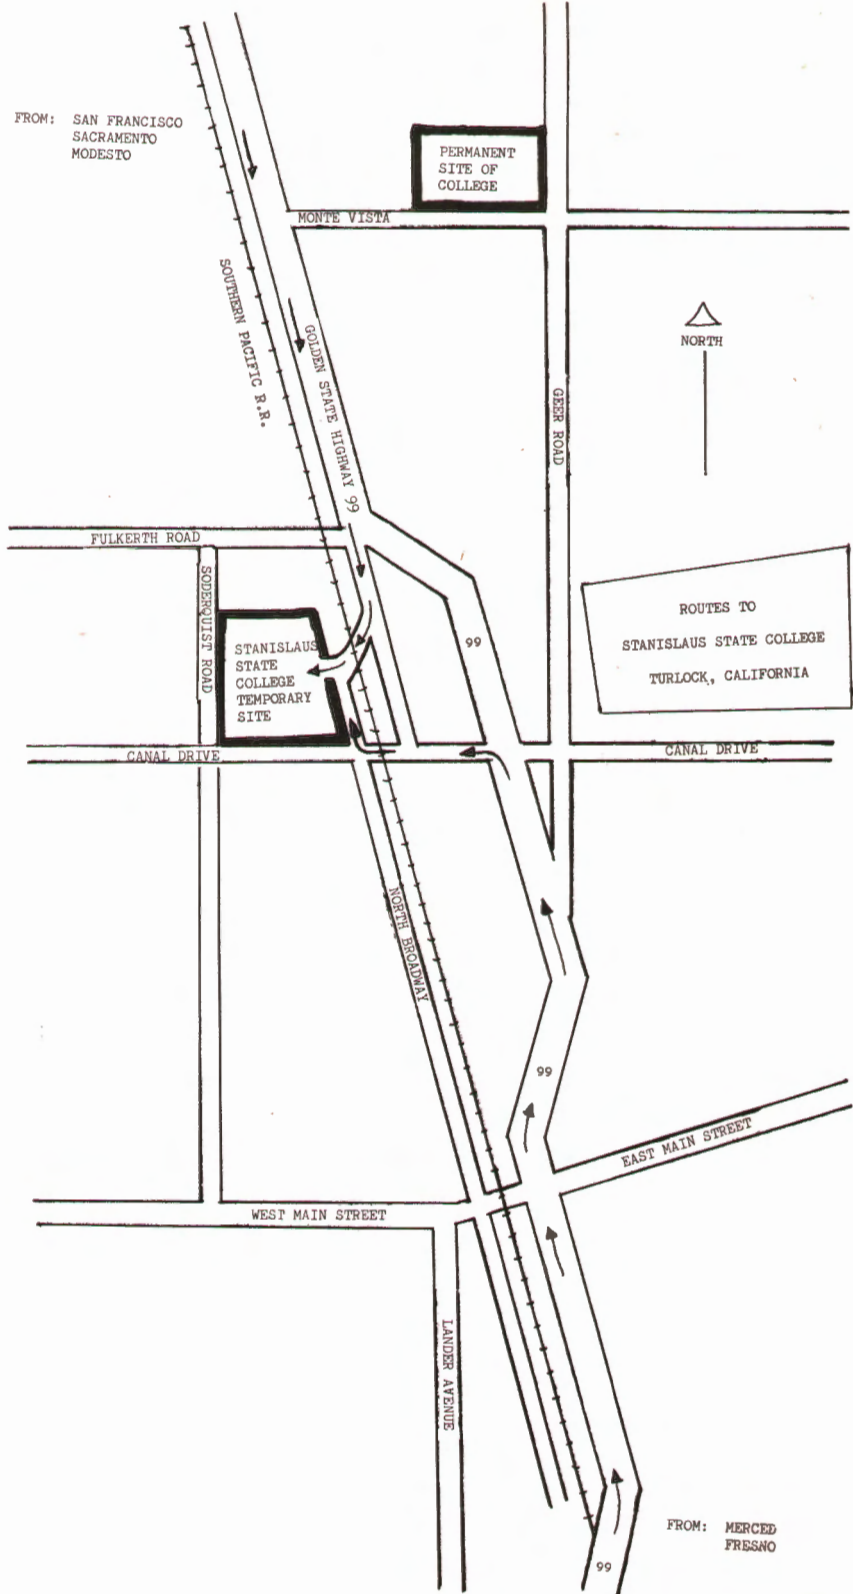 FROM: SAN FRANCISCO
SACRAMENTO
MODESTO
PERMANENT
SITE OF
COLLEGE
MONTE VISTA
SOUTHERN PACIFIC R.R.
GOLDEN STATE HIGHWAY 99
NORTH
GEER ROAD
FULKERTH ROAD
SODERQUIST ROAD
STANISLAUS
STATE
COLLEGE
TEMPORARY
SITE
99
ROUTES TO
STANISLAUS STATE COLLEGE
TURLOCK, CALIFORNIA
CANAL DRIVE
CANAL DRIVE
NORTH BROADWAY
99
EAST MAIN STREET
WEST MAIN STREET
LANDER AVENUE
FROM: MERCED
FRESNO
99